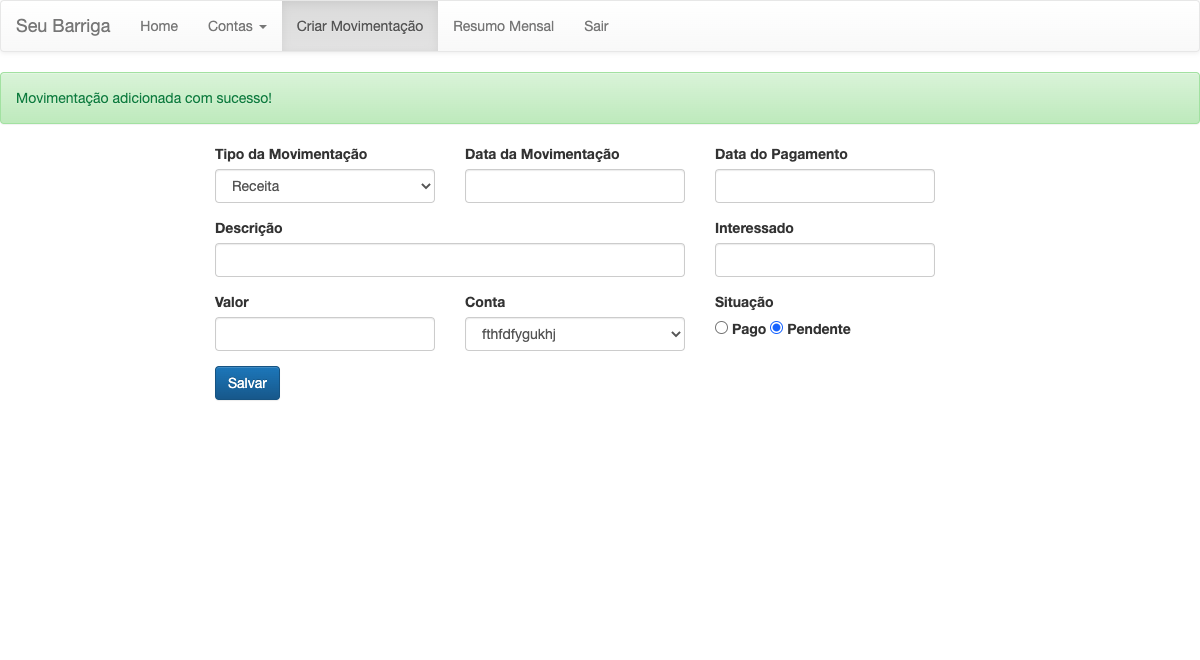 Seu Barriga Home Contas Criar Movimentação Resumo Mensal Sair
Movimentação adicionada com sucesso!
Tipo da Movimentação Data da Movimentação Data do Pagamento
Receita
Descrição Interessado
Valor Conta Situação
fthfdfygukhj Pago Pendente
Salvar